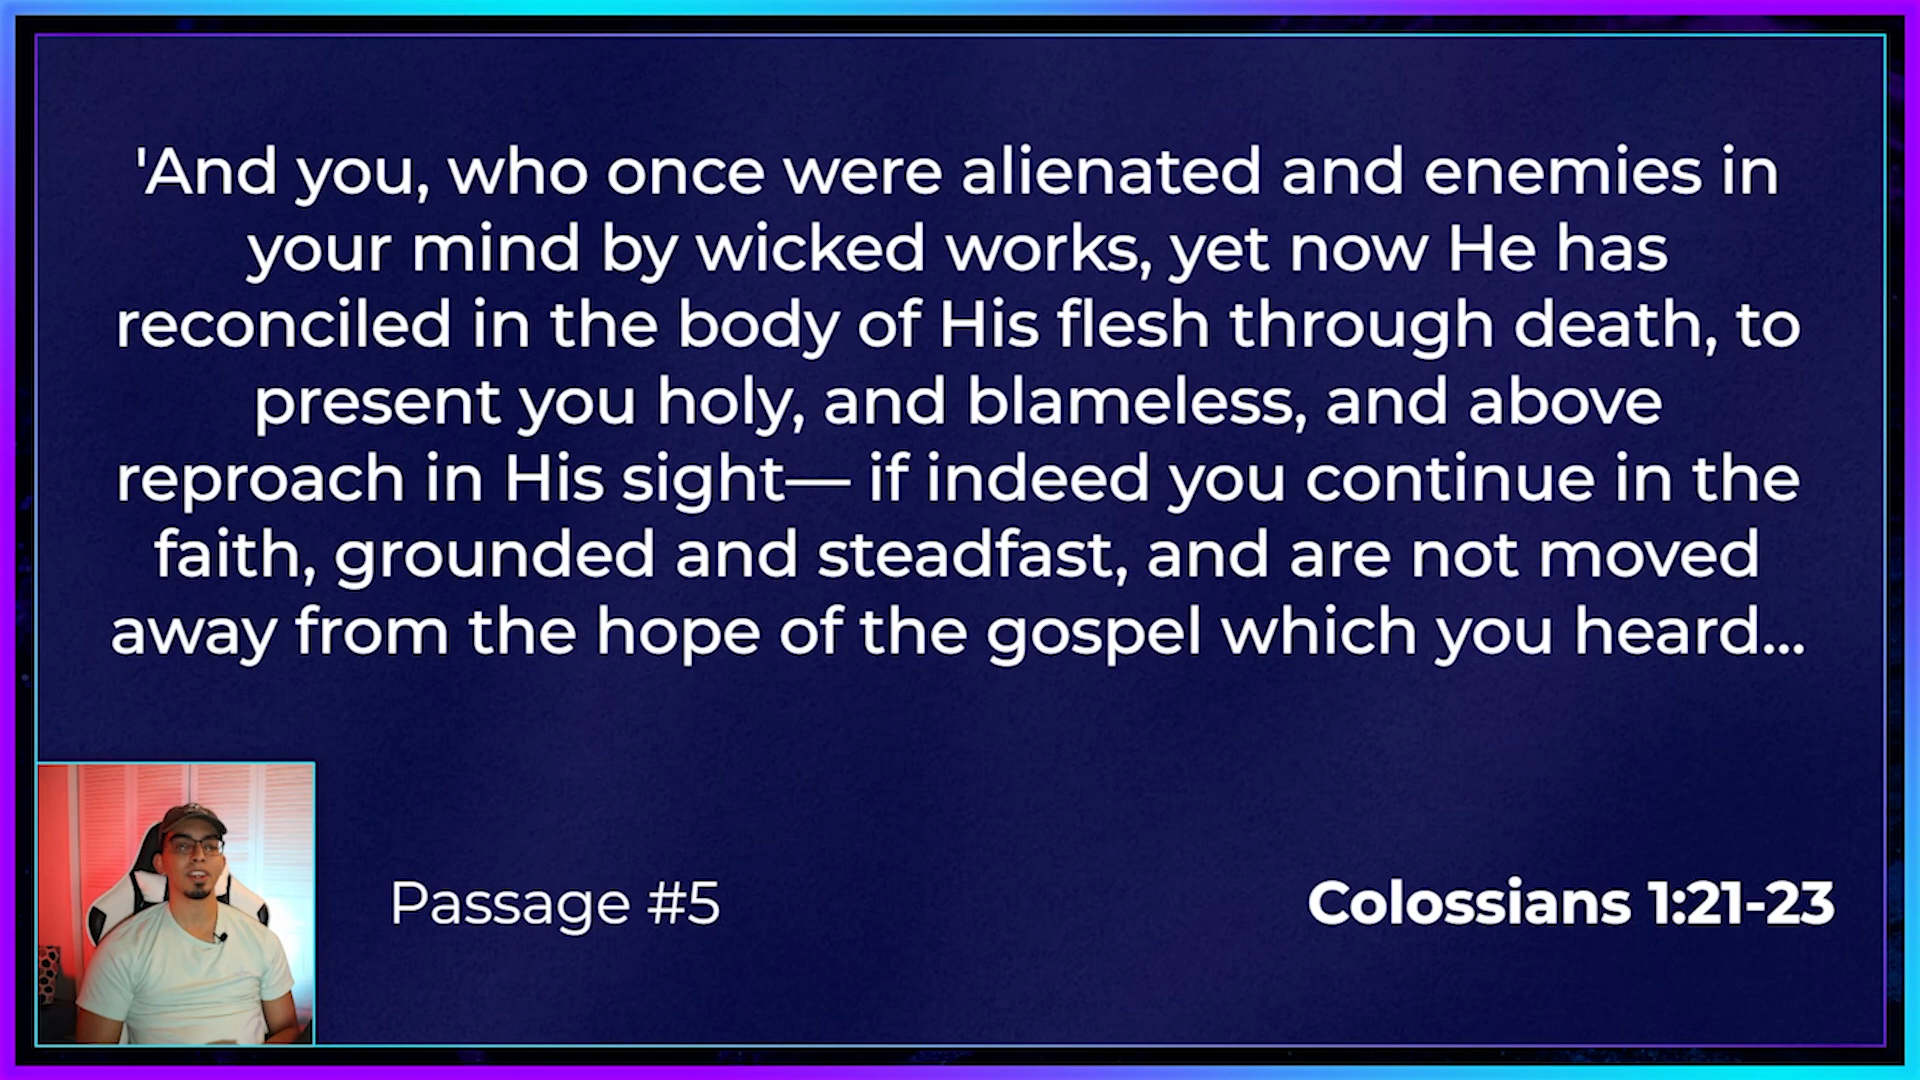 'And you, who once were alienated and enemies in
your mind by wicked works, yet now He has
reconciled in the body of His flesh through death, to
present you holy, and blameless, and above
reproach in His sight— if indeed you continue in the
faith, grounded and steadfast, and are not moved
away from the hope of the gospel which you heard...
Passage #5
Colossians 1:21-23